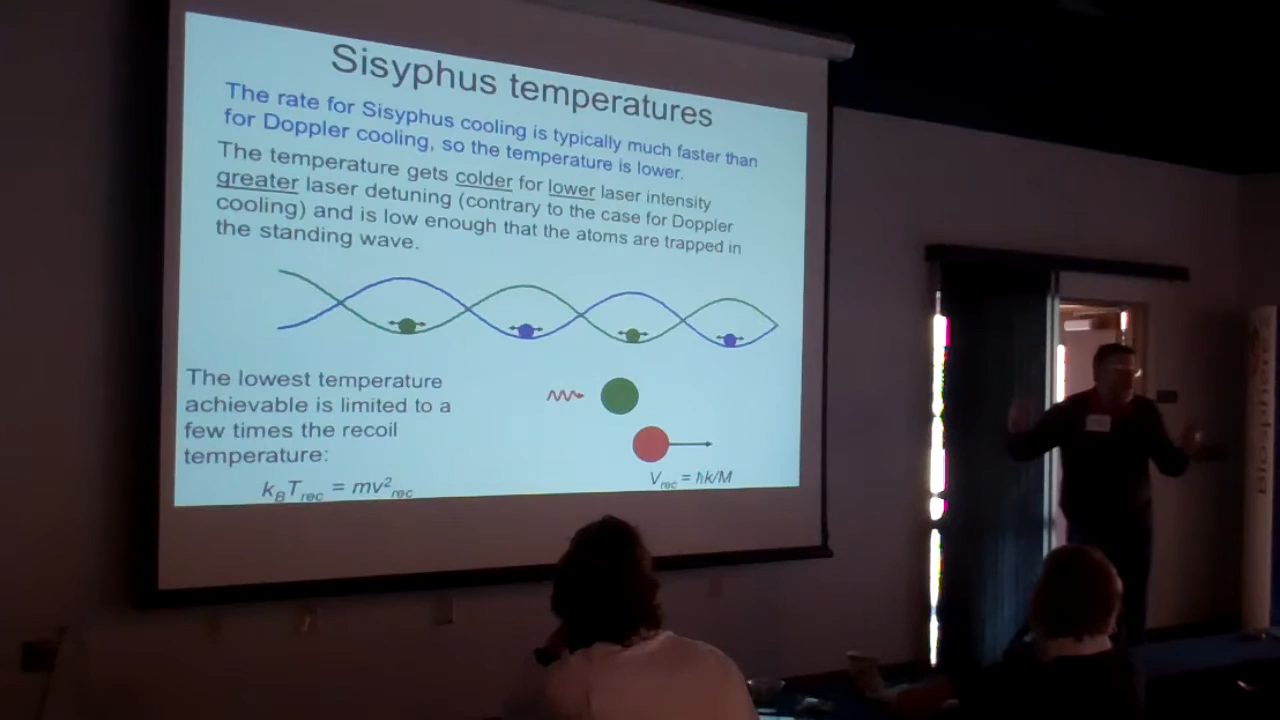 Sisyphus temperatures
The rate for Sisyphus cooling is typically much faster than
for Doppler cooling, so the temperature is lower.
The temperature gets colder for lower laser intensity
greater laser detuning (contrary to the case for Doppler
cooling) and is low enough that the atoms are trapped in
the standing wave.
The lowest temperature
achievable is limited to a
few times the recoil
temperature:
k_BT_rec = mv²_rec
V_rec = ħk/M